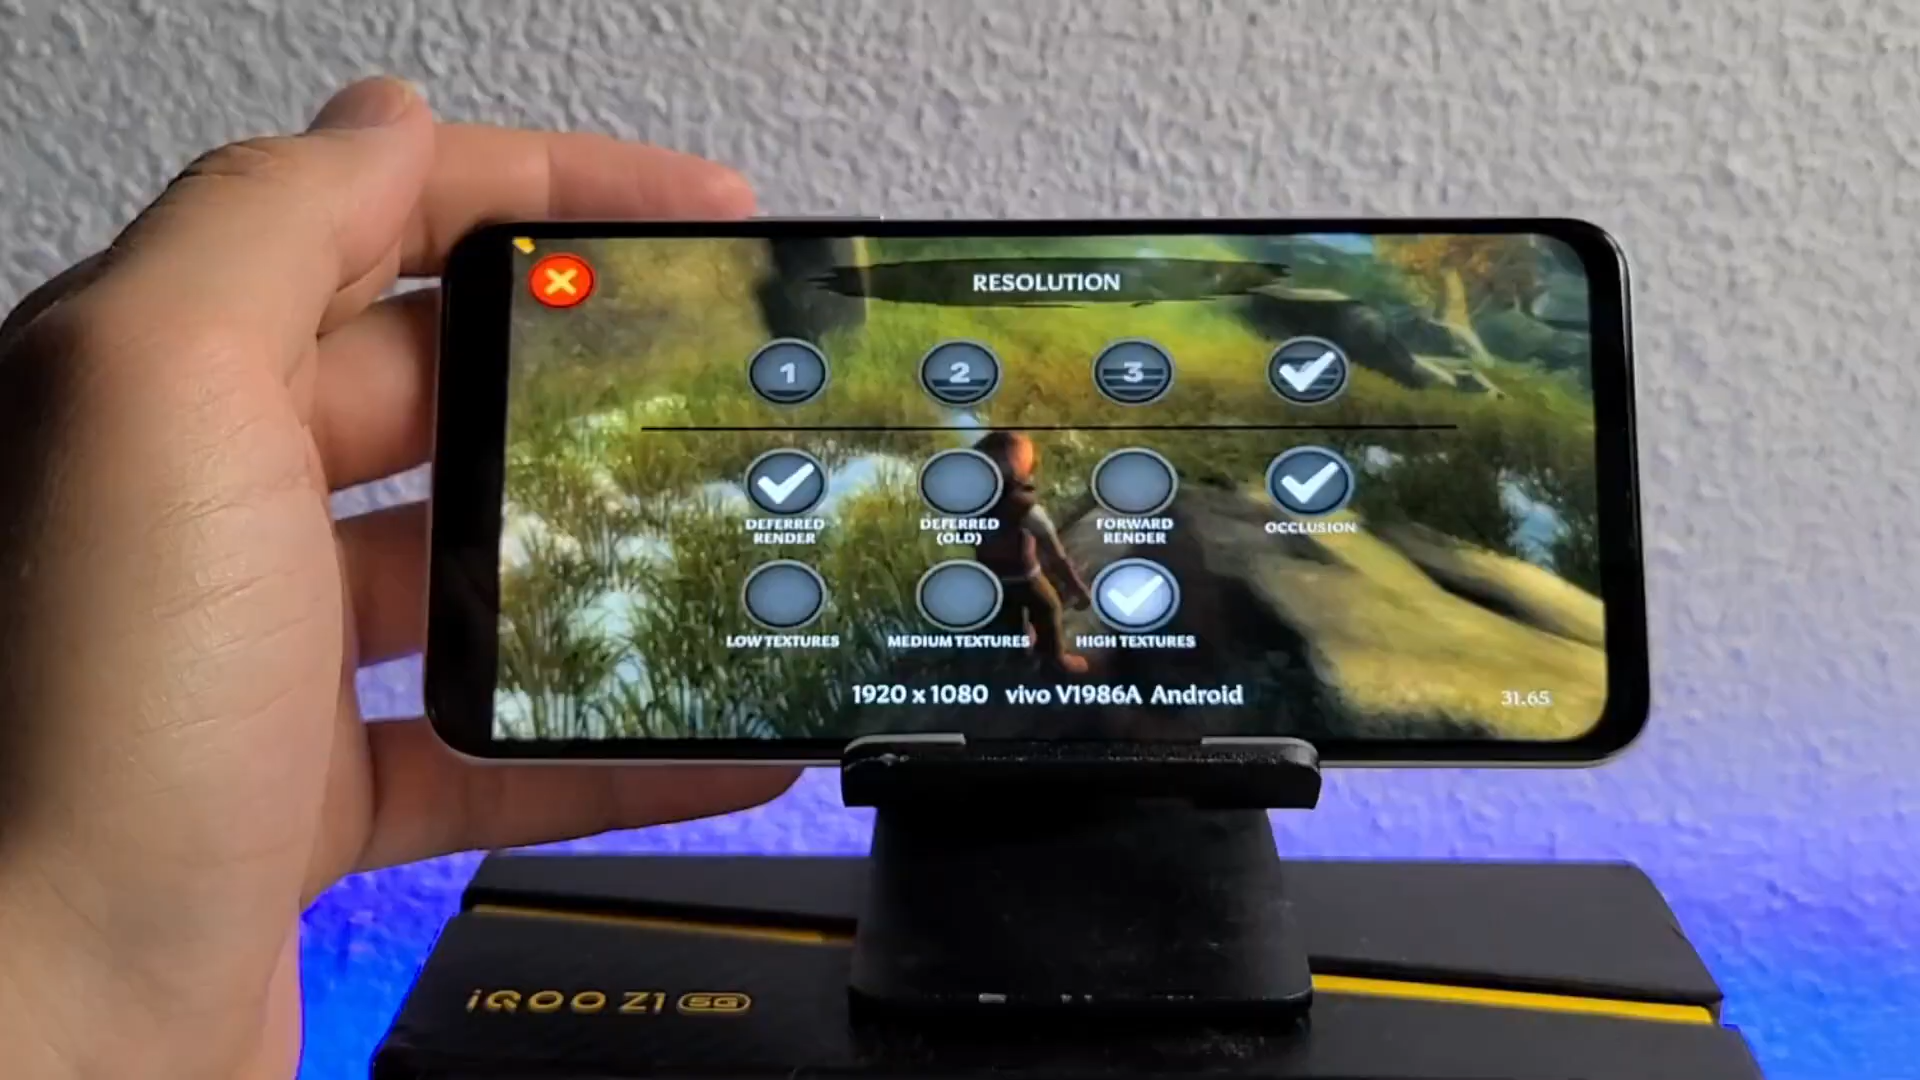 RESOLUTION
1 2 3
DEFERRED RENDER
DEFERRED (OLD)
FORWARD RENDER
OCCLUSION
LOW TEXTURES
MEDIUM TEXTURES
HIGH TEXTURES
1920 x 1080 vivo V1986A Android
31.65
iQOO Z1 5G